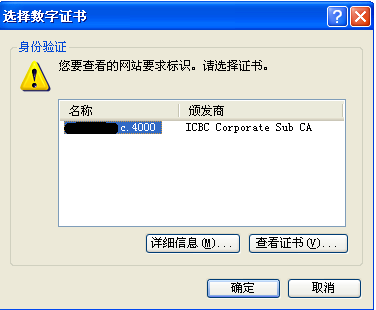 选择数字证书
身份验证
您要查看的网站要求标识。请选择证书。
名称 颁发商
c.4000 ICBC Corporate Sub CA
详细信息(M)... 查看证书(V)...
确定 取消